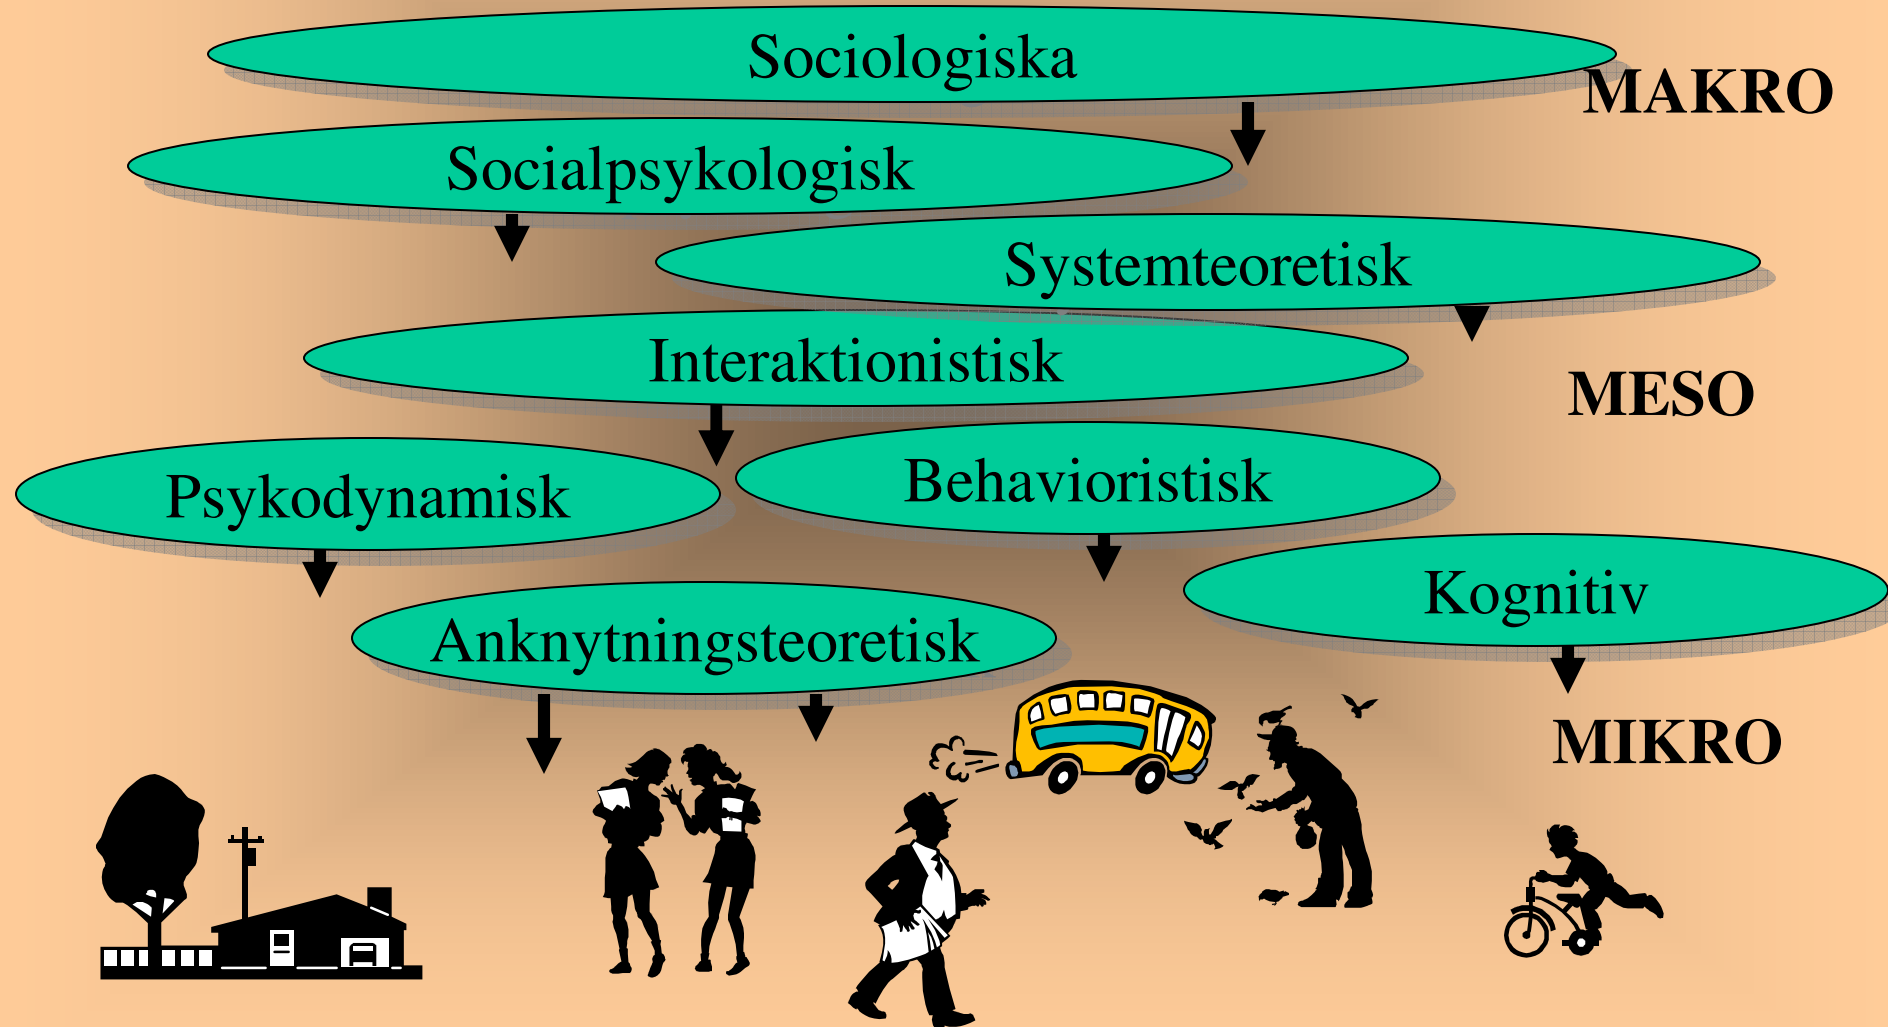 Sociologiska
MAKRO
Socialpsykologisk
Systemteoretisk
Interaktionistisk
MESO
Psykodynamisk
Behavioristisk
Kognitiv
Anknytningsteoretisk
MIKRO